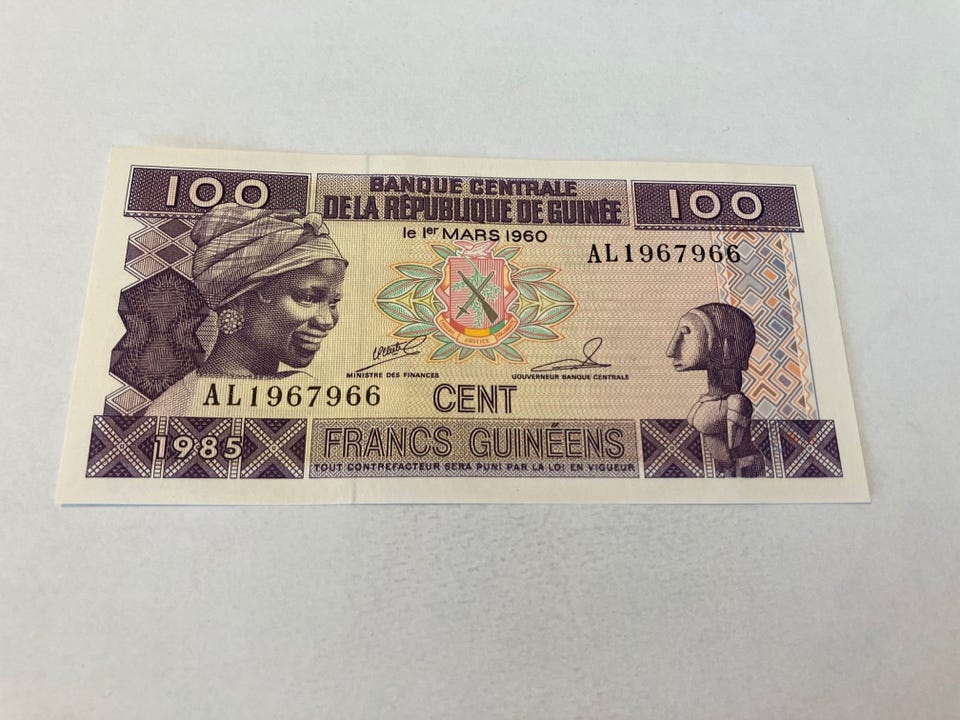 100
BANQUE CENTRALE
DE LA RÉPUBLIQUE DE GUINÉE
100
le 1er MARS 1960
AL1967966
JUSTICE
MINISTRE DES FINANCES
GOUVERNEUR BANQUE CENTRALE
AL1967966
CENT
1985
FRANCS GUINÉENS
TOUT CONTREFACTEUR SERA PUNI PAR LA LOI EN VIGUEUR